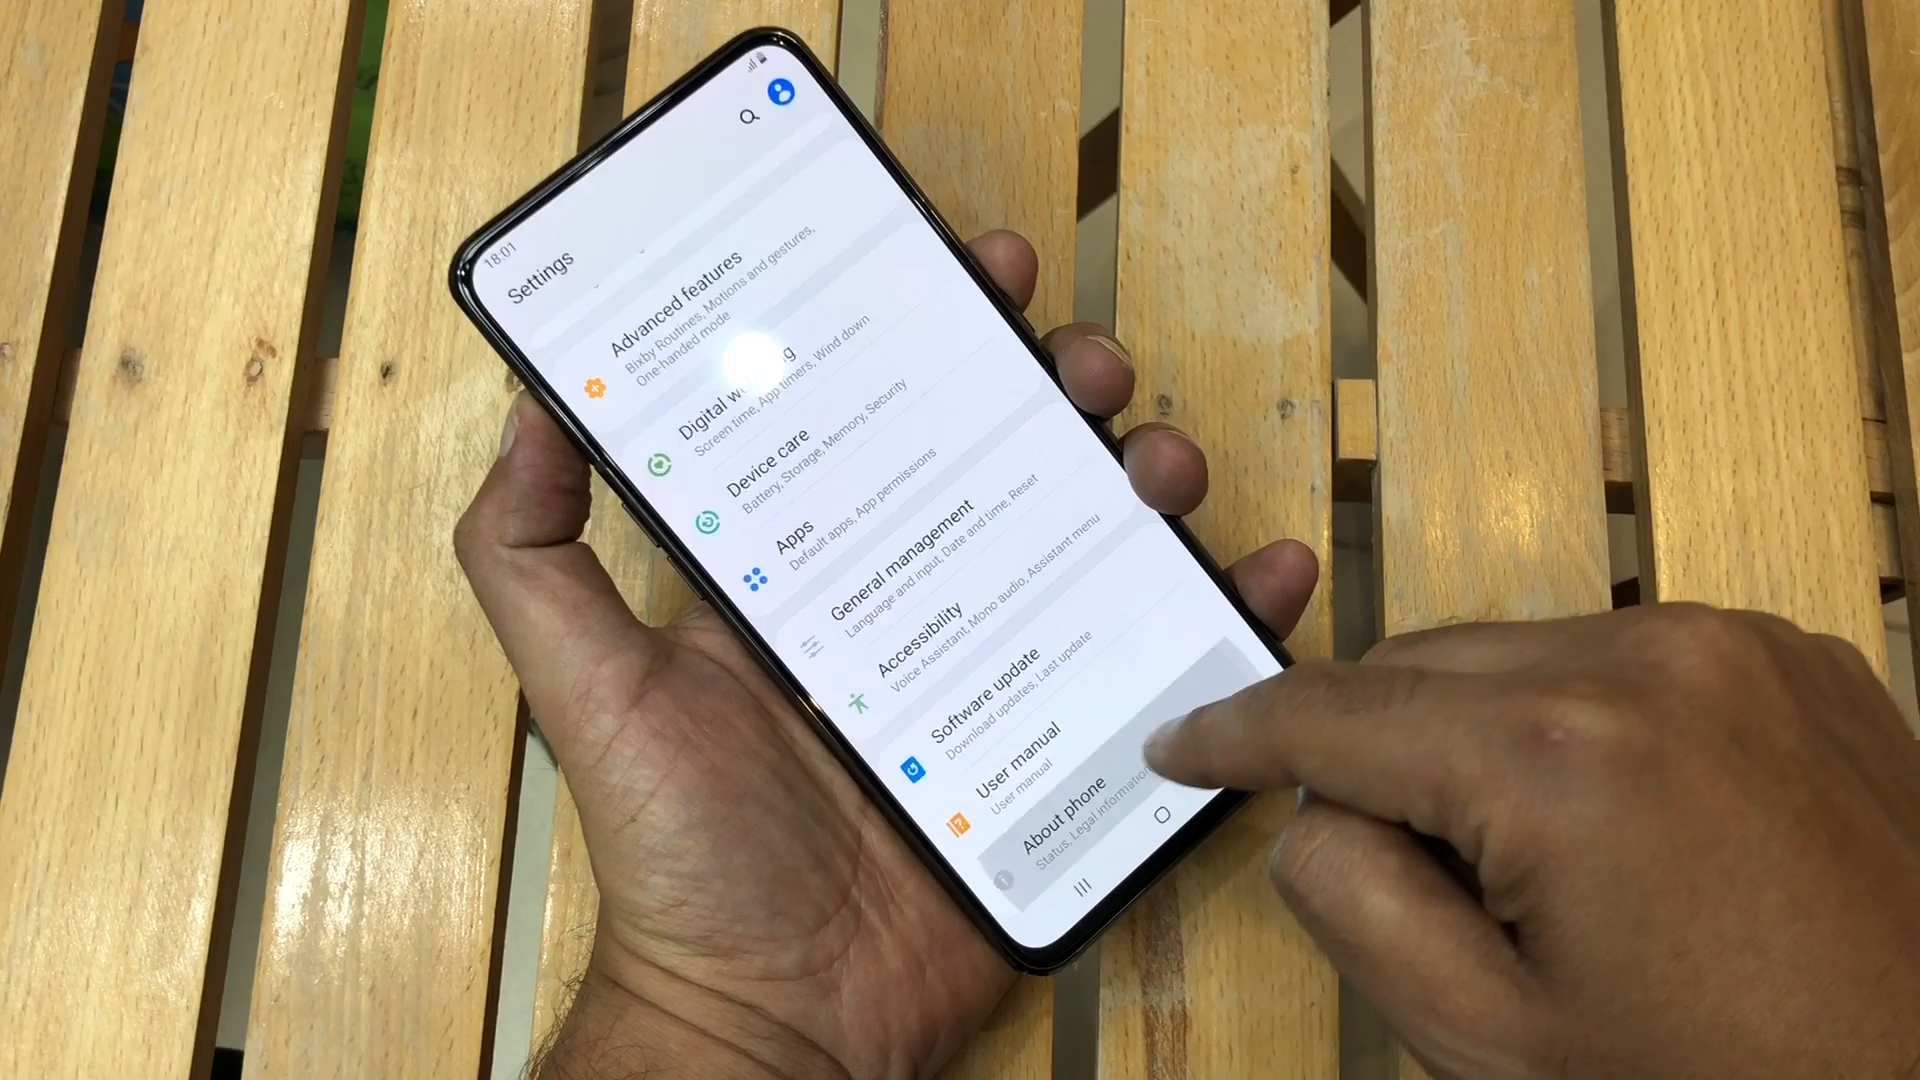 18:01
Settings
Advanced features
Bixby Routines, Motions and gestures,
One-handed mode
Digital
Screen time, App timers, Wind down
Device care
Battery, Storage, Memory, Security
Apps
Default apps, App permissions
General management
Language and input, Date and time, Reset
Accessibility
Voice Assistant, Mono audio, Assistant menu
Software update
Download updates, Last update
User manual
User manual
About phone
Status, Legal information